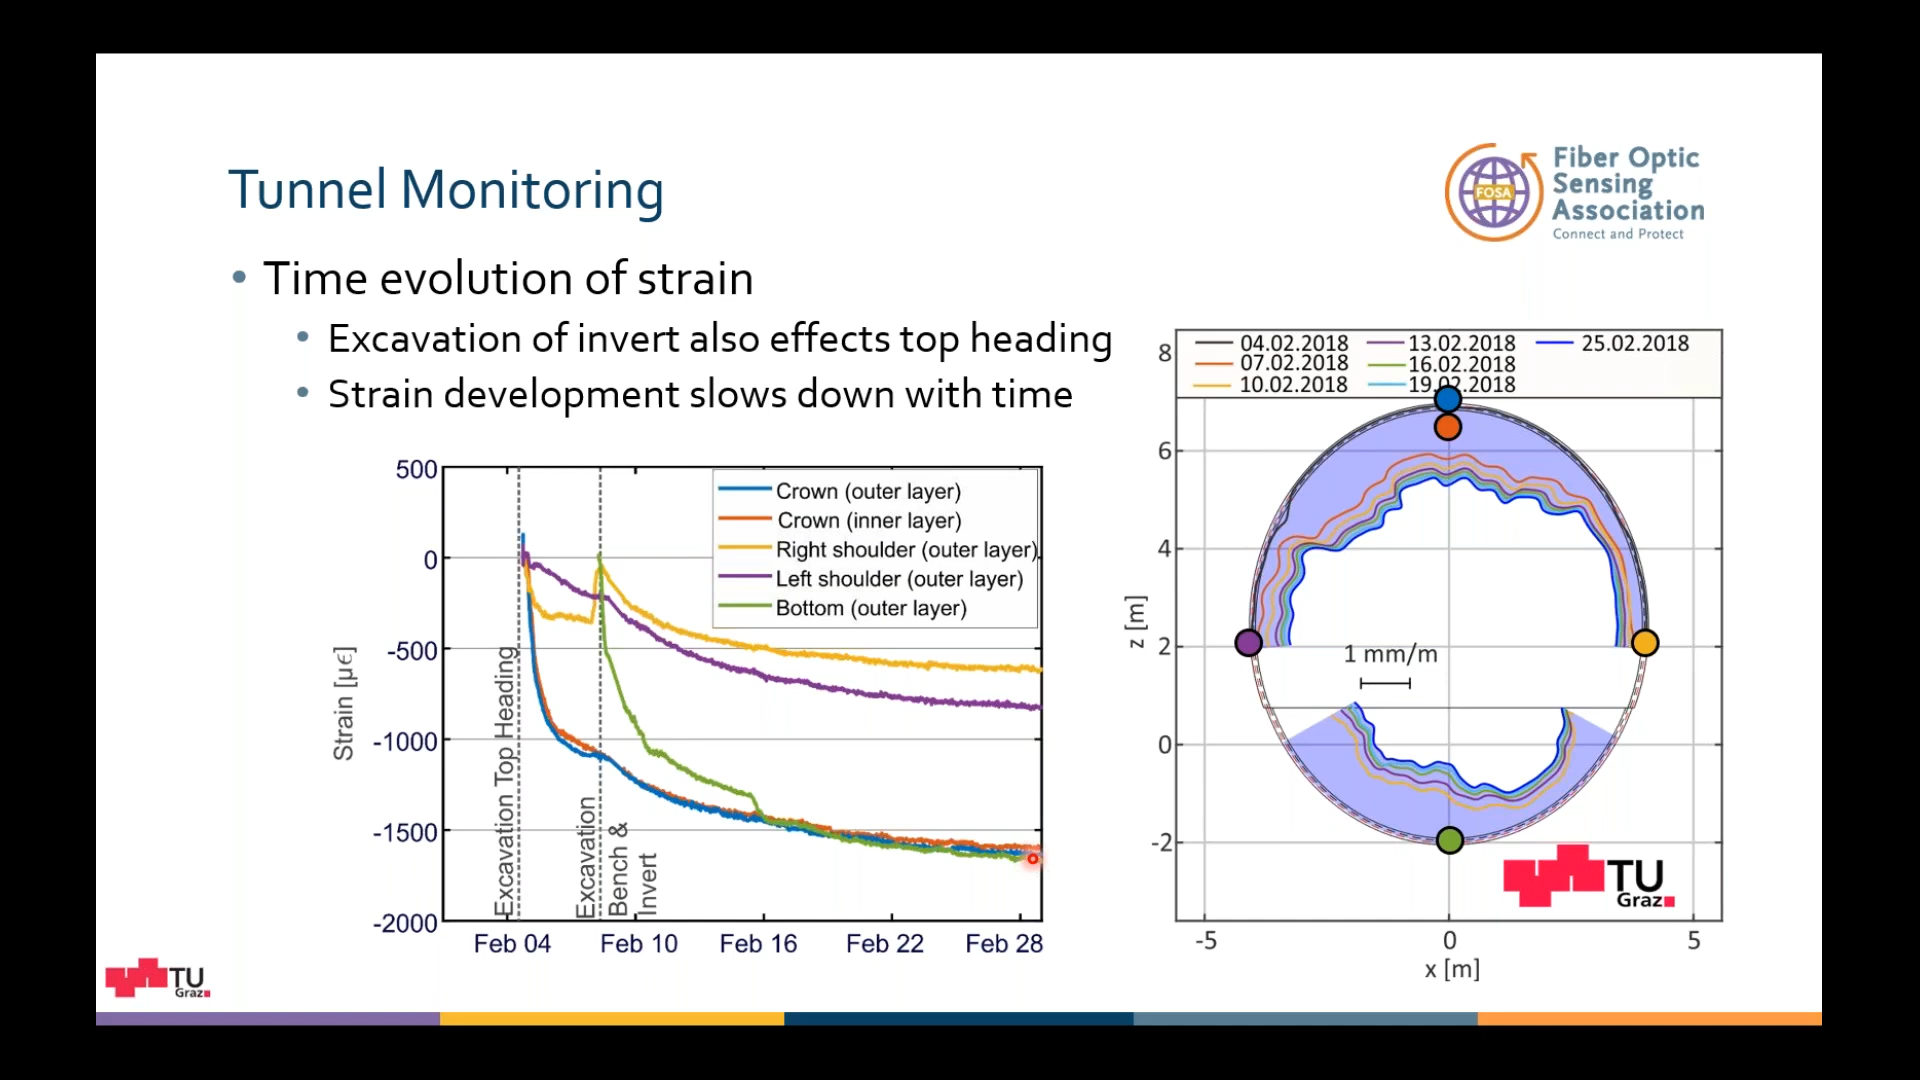 Tunnel Monitoring
Fiber Optic
Sensing
Association
Connect and Protect
FOSA
• Time evolution of strain
• Excavation of invert also effects top heading
• Strain development slows down with time
500
0
-500
-1000
-1500
-2000
Strain [µϵ]
Feb 04 Feb 10 Feb 16 Feb 22 Feb 28
Excavation Top Heading
Excavation
Bench &
Invert
Crown (outer layer)
Crown (inner layer)
Right shoulder (outer layer)
Left shoulder (outer layer)
Bottom (outer layer)
04.02.2018 13.02.2018 25.02.2018
07.02.2018 16.02.2018
10.02.2018 19.02.2018
8
6
4
2
0
-2
z [m]
1 mm/m
-5 0 5
x [m]
TU
Graz
TU
Graz